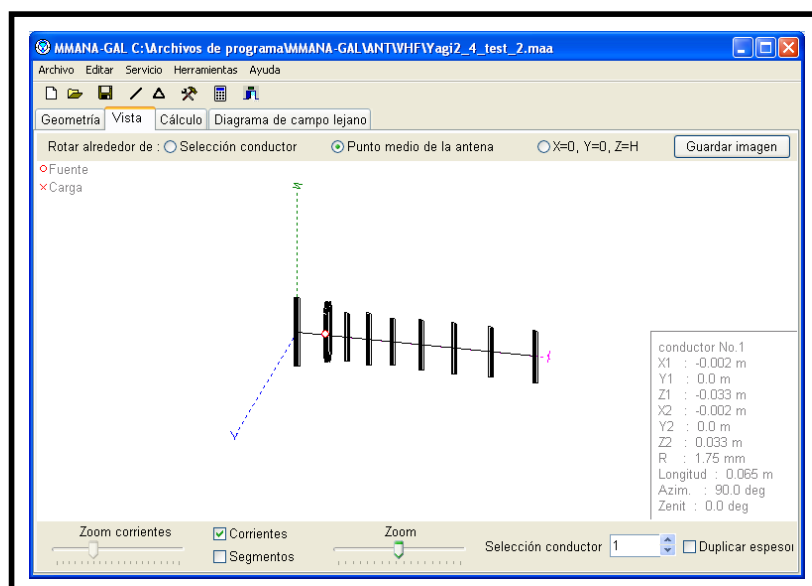 MMANA-GAL C:\Archivos de programa\MMANA-GAL\ANT\VHF\Yagi2_4_test_2.maa
Archivo Editar Servicio Herramientas Ayuda
Geometría Vista Cálculo Diagrama de campo lejano
Rotar alrededor de : Selección conductor Punto medio de la antena X=0, Y=0, Z=H Guardar imagen
Fuente
Carga
Z
X
Y
conductor No.1
X1 : -0.002 m
Y1 : 0.0 m
Z1 : -0.033 m
X2 : -0.002 m
Y2 : 0.0 m
Z2 : 0.033 m
R : 1.75 mm
Longitud : 0.065 m
Azim. : 90.0 deg
Zenit : 0.0 deg
Zoom corrientes Corrientes Zoom
Segmentos Selección conductor 1 Duplicar espesor